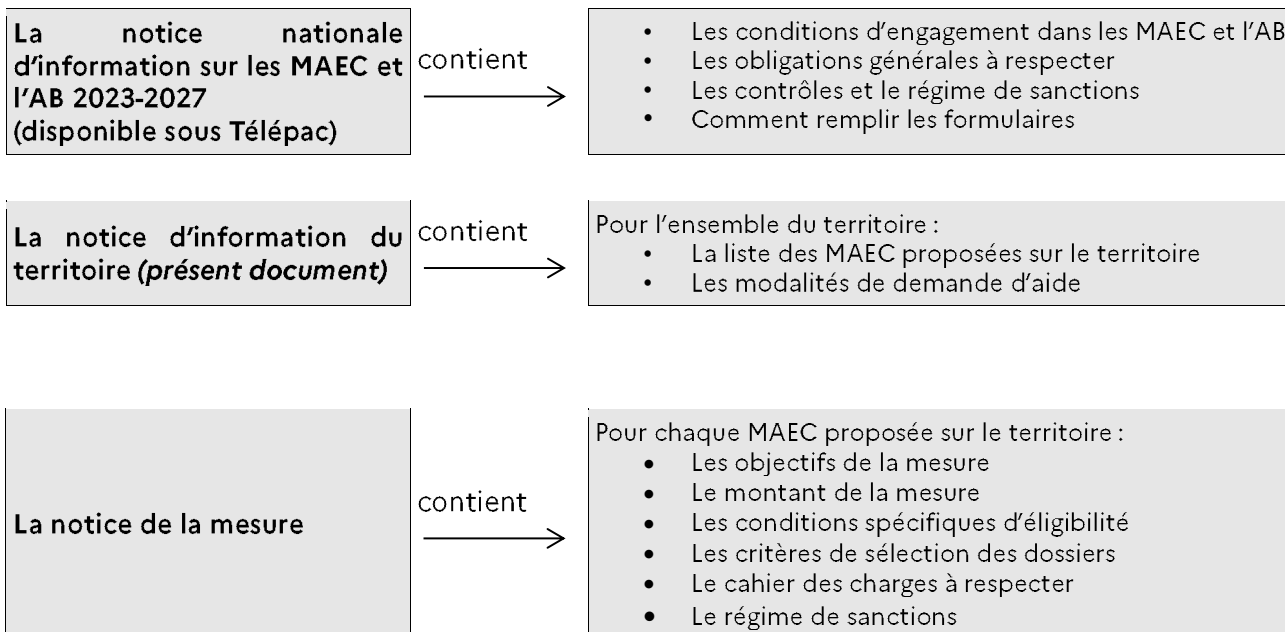 La notice nationale
d'information sur les MAEC et
l'AB 2023-2027
(disponible sous Télépac)
contient
• Les conditions d'engagement dans les MAEC et l'AB
• Les obligations générales à respecter
• Les contrôles et le régime de sanctions
• Comment remplir les formulaires
La notice d'information du
territoire (présent document)
contient
Pour l'ensemble du territoire :
• La liste des MAEC proposées sur le territoire
• Les modalités de demande d'aide
La notice de la mesure
contient
Pour chaque MAEC proposée sur le territoire :
• Les objectifs de la mesure
• Le montant de la mesure
• Les conditions spécifiques d'éligibilité
• Les critères de sélection des dossiers
• Le cahier des charges à respecter
• Le régime de sanctions